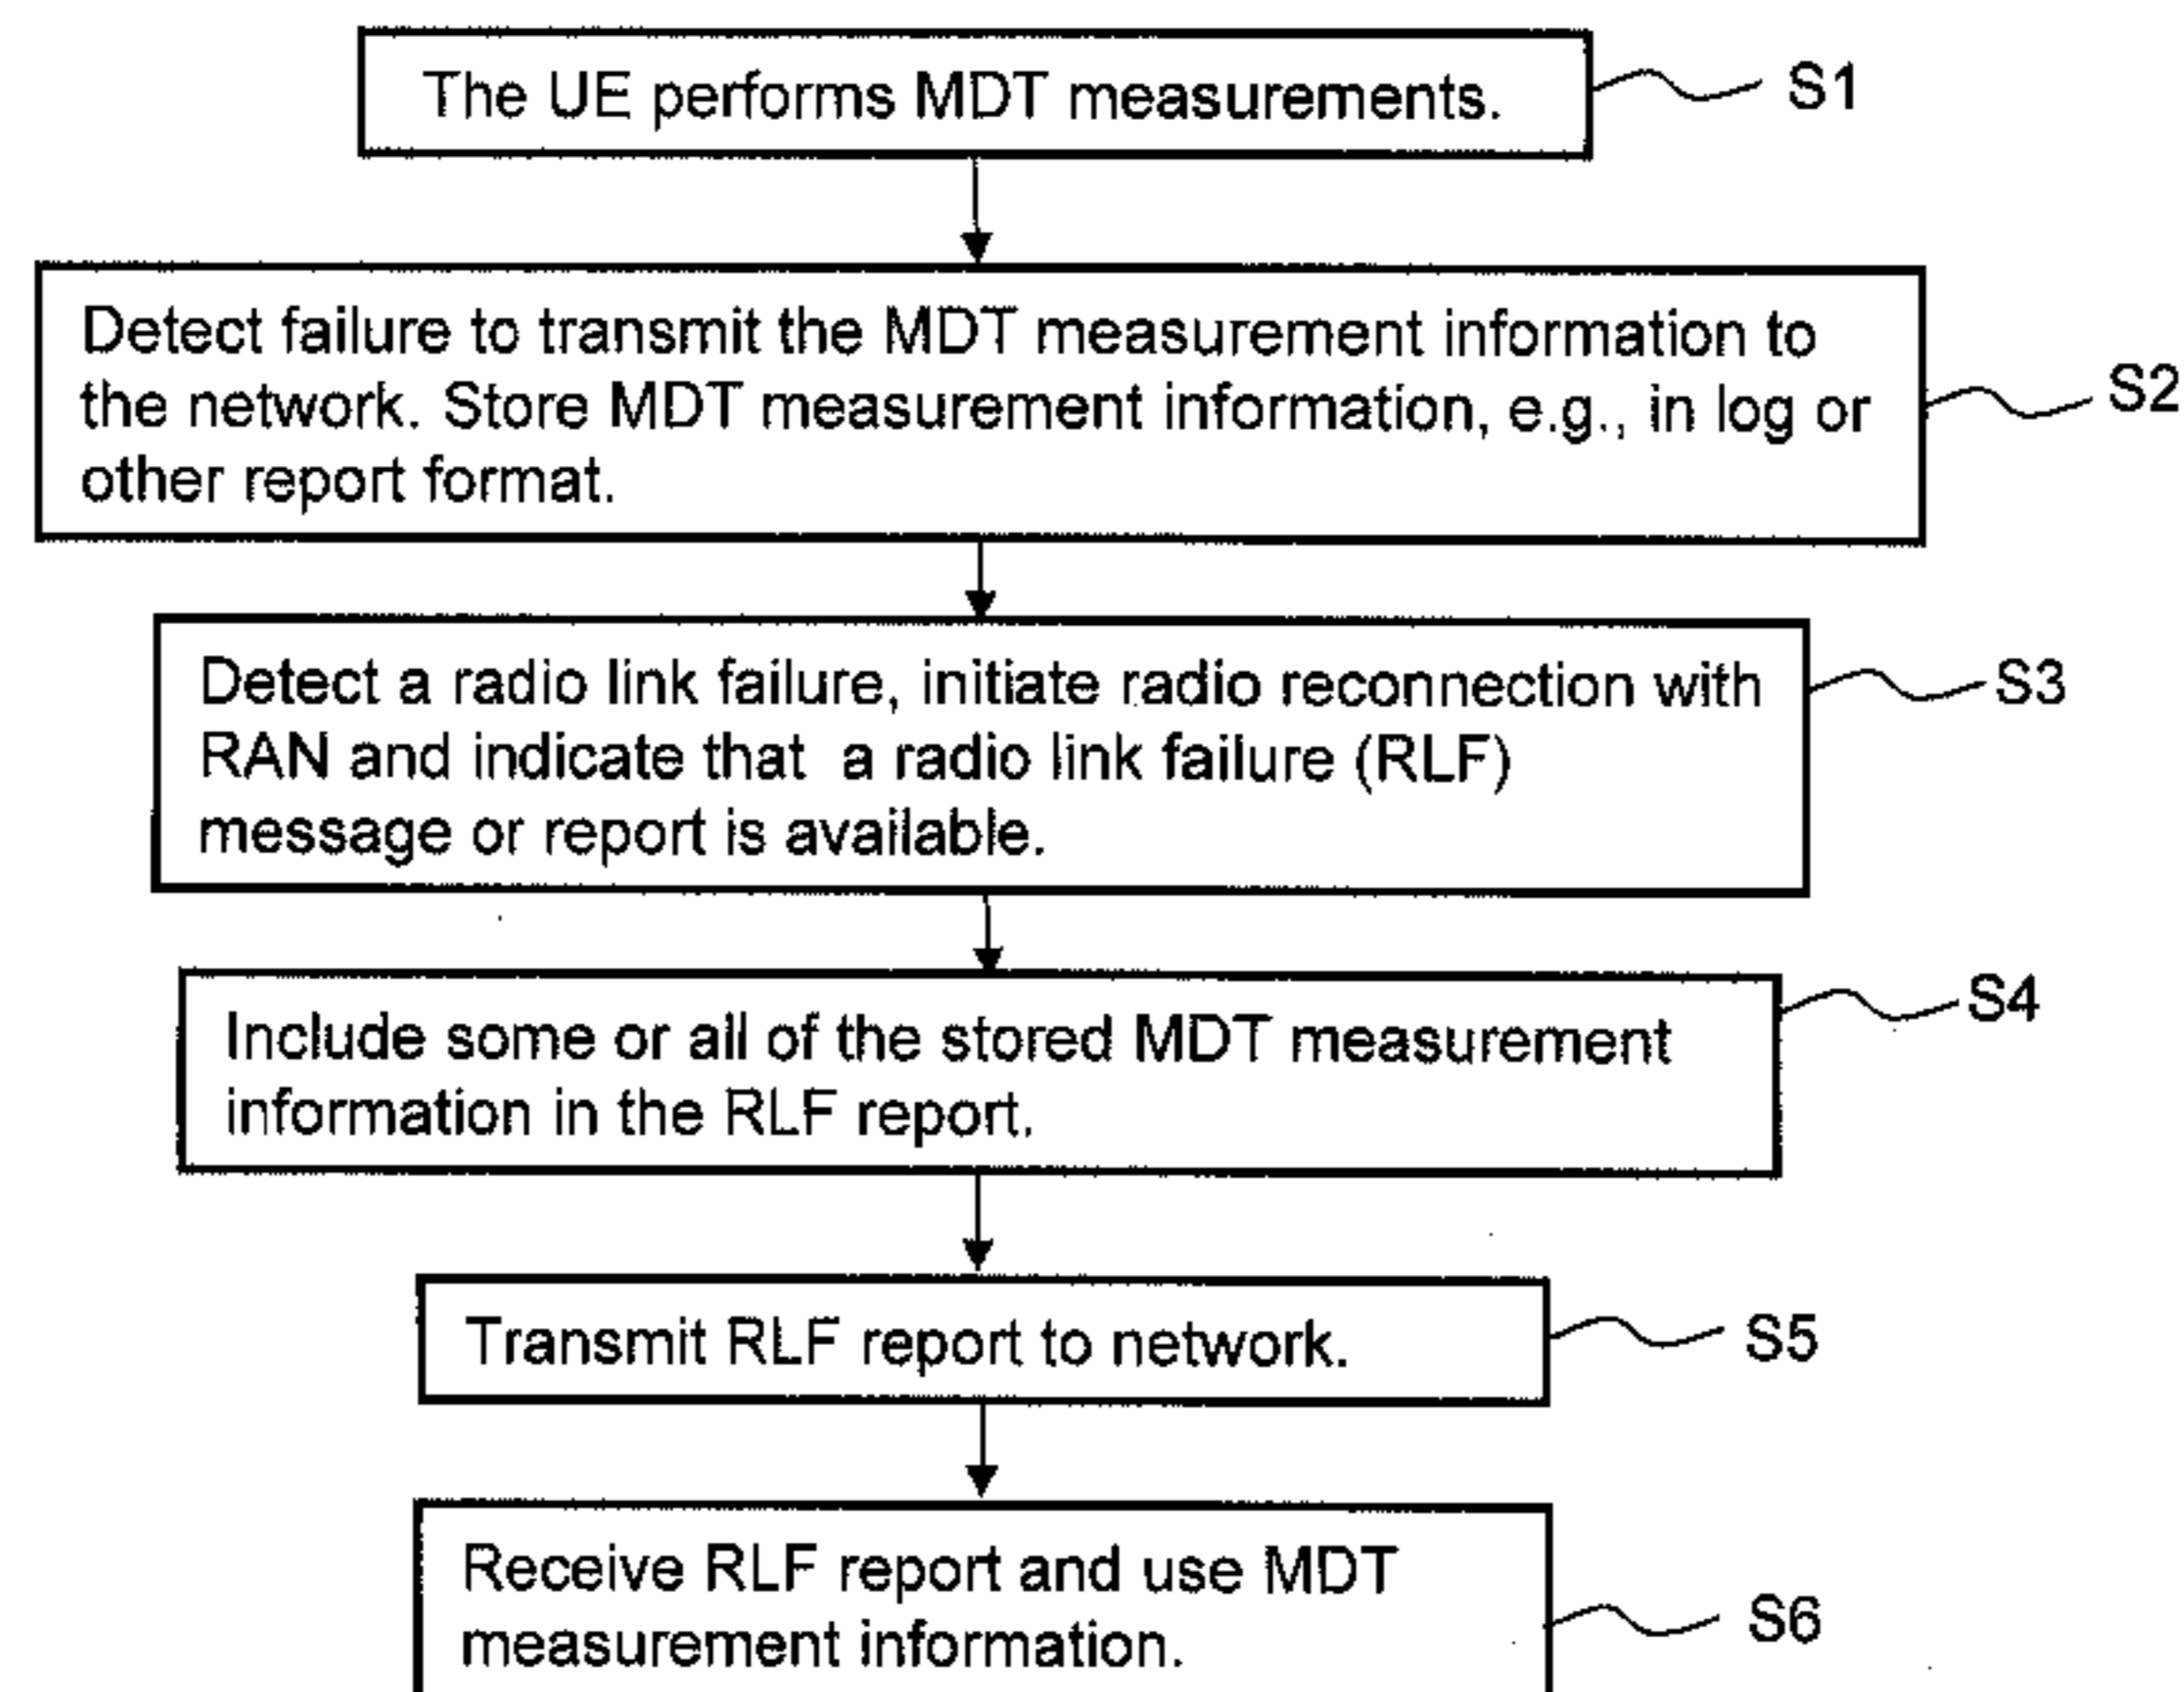 The UE performs MDT measurements.
S1
Detect failure to transmit the MDT measurement information to
the network. Store MDT measurement information, e.g., in log or
other report format.
S2
Detect a radio link failure, initiate radio reconnection with
RAN and indicate that a radio link failure (RLF)
message or report is available.
S3
Include some or all of the stored MDT measurement
information in the RLF report.
S4
Transmit RLF report to network.
S5
Receive RLF report and use MDT
measurement information.
S6